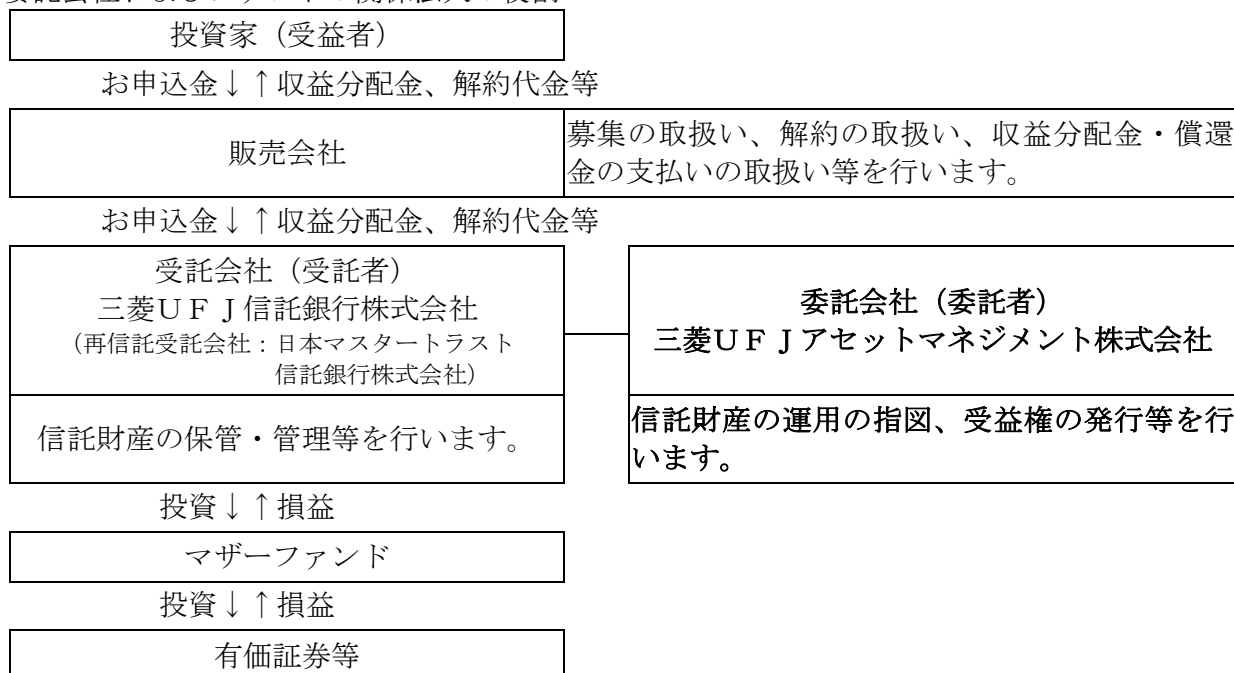 投資家（受益者）
お申込金↓↑収益分配金、解約代金等
販売会社
募集の取扱い、解約の取扱い、収益分配金・償還
金の支払いの取扱い等を行います。
お申込金↓↑収益分配金、解約代金等
受託会社（受託者）
三菱ＵＦＪ信託銀行株式会社
（再信託受託会社：日本マスタートラスト
信託銀行株式会社）
委託会社（委託者）
三菱ＵＦＪアセットマネジメント株式会社
信託財産の保管・管理等を行います。
信託財産の運用の指図、受益権の発行等を行
います。
投資↓↑損益
マザーファンド
投資↓↑損益
有価証券等